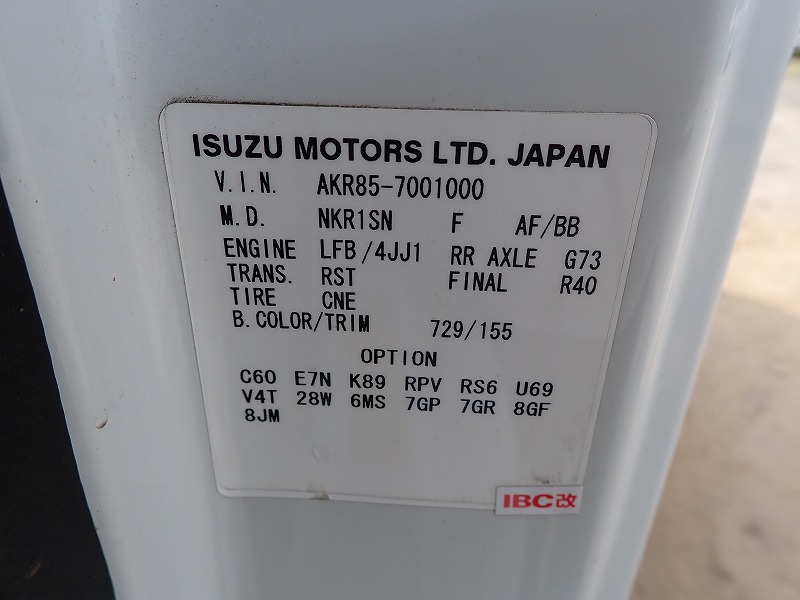 ISUZU MOTORS LTD. JAPAN
V.I.N. AKR85-7001000
M.D. NKR1SN F AF/BB
ENGINE LFB/4JJ1 RR AXLE G73
TRANS. RST FINAL R40
TIRE CNE
B.COLOR/TRIM 729/155
OPTION
C60 E7N K89 RPV RS6 U69
V4T 28W 6MS 7GP 7GR 8GF
8JM
IBC改